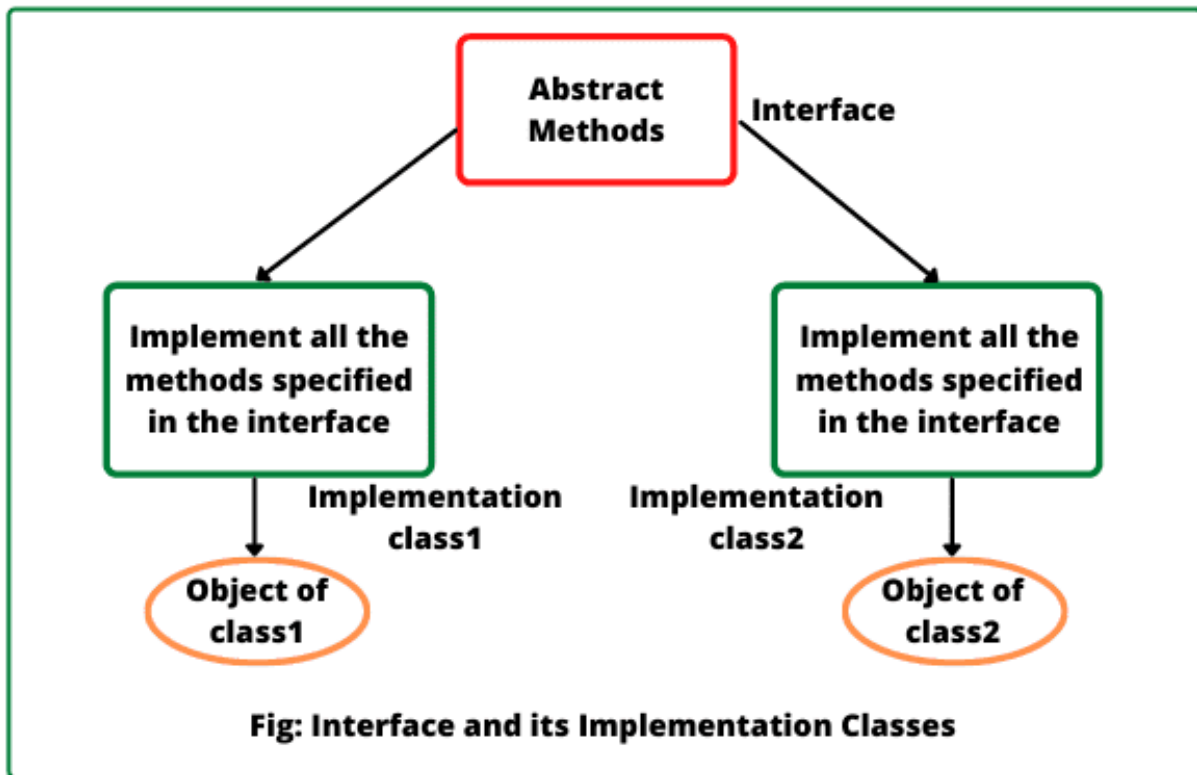 Abstract
Methods
Interface
Implement all the
methods specified
in the interface
Implement all the
methods specified
in the interface
Implementation
class1
Implementation
class2
Object of
class1
Object of
class2
Fig: Interface and its Implementation Classes